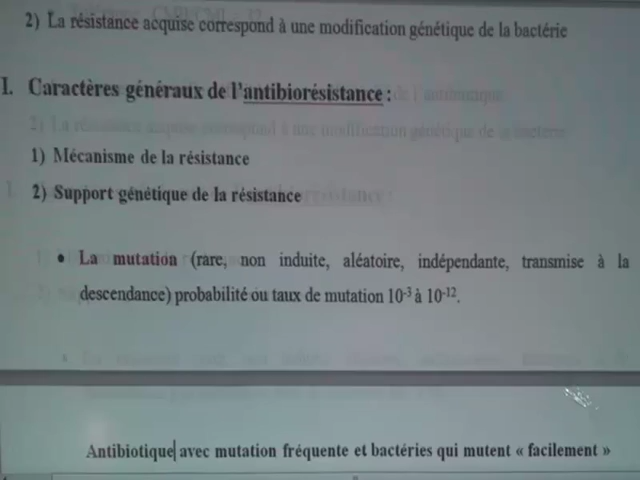 2) La résistance acquise correspond à une modification génétique de la bactérie
I. Caractères généraux de l'antibiorésistance :
1) Mécanisme de la résistance
2) Support génétique de la résistance
• La mutation (rare, non induite, aléatoire, indépendante, transmise à la
descendance) probabilité ou taux de mutation 10⁻³ à 10⁻¹².
Antibiotique avec mutation fréquente et bactéries qui mutent « facilement »